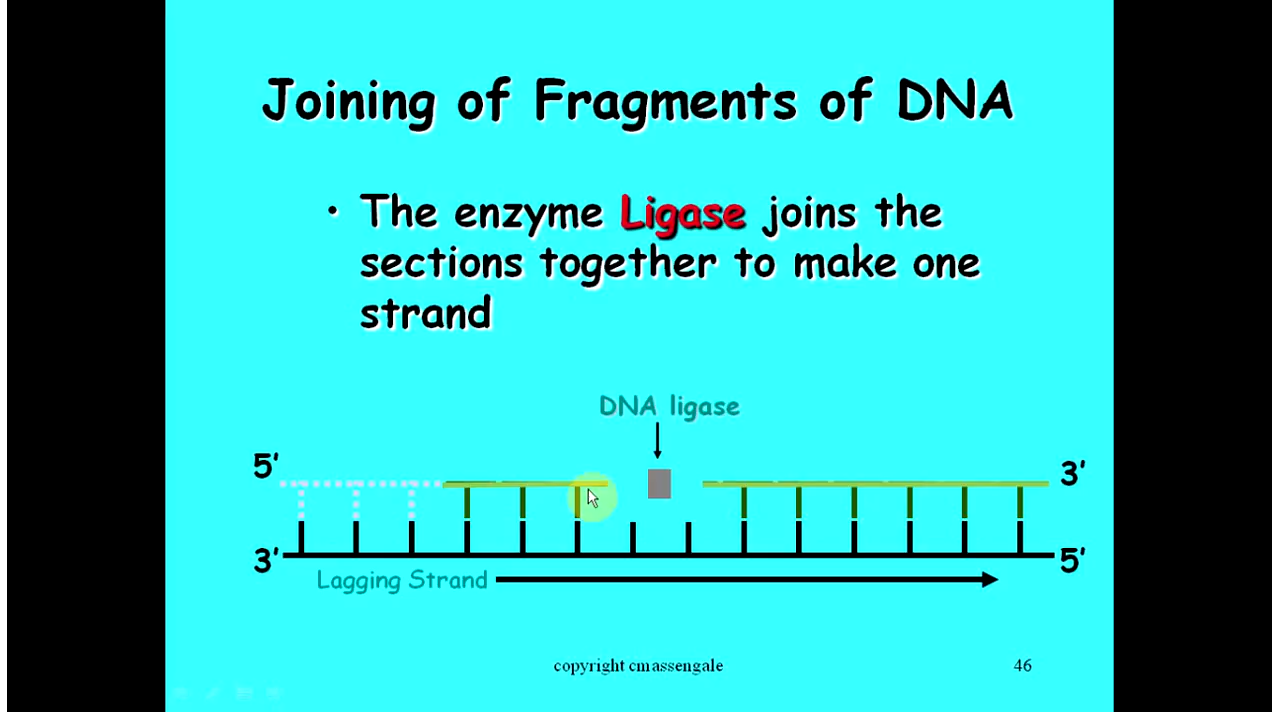 Joining of Fragments of DNA
• The enzyme Ligase joins the
sections together to make one
strand
DNA ligase
5′
3′
3′
5′
Lagging Strand
copyright cmassengale
46